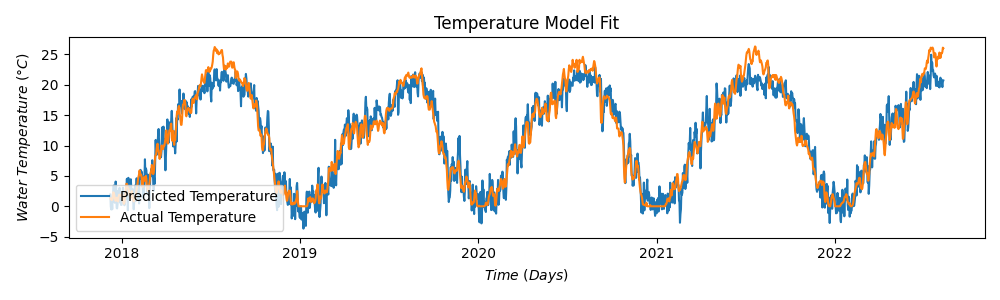 Temperature Model Fit
Water Temperature (°C)
25
20
15
10
5
0
−5
Predicted Temperature
Actual Temperature
2018
2019
2020
2021
2022
Time (Days)